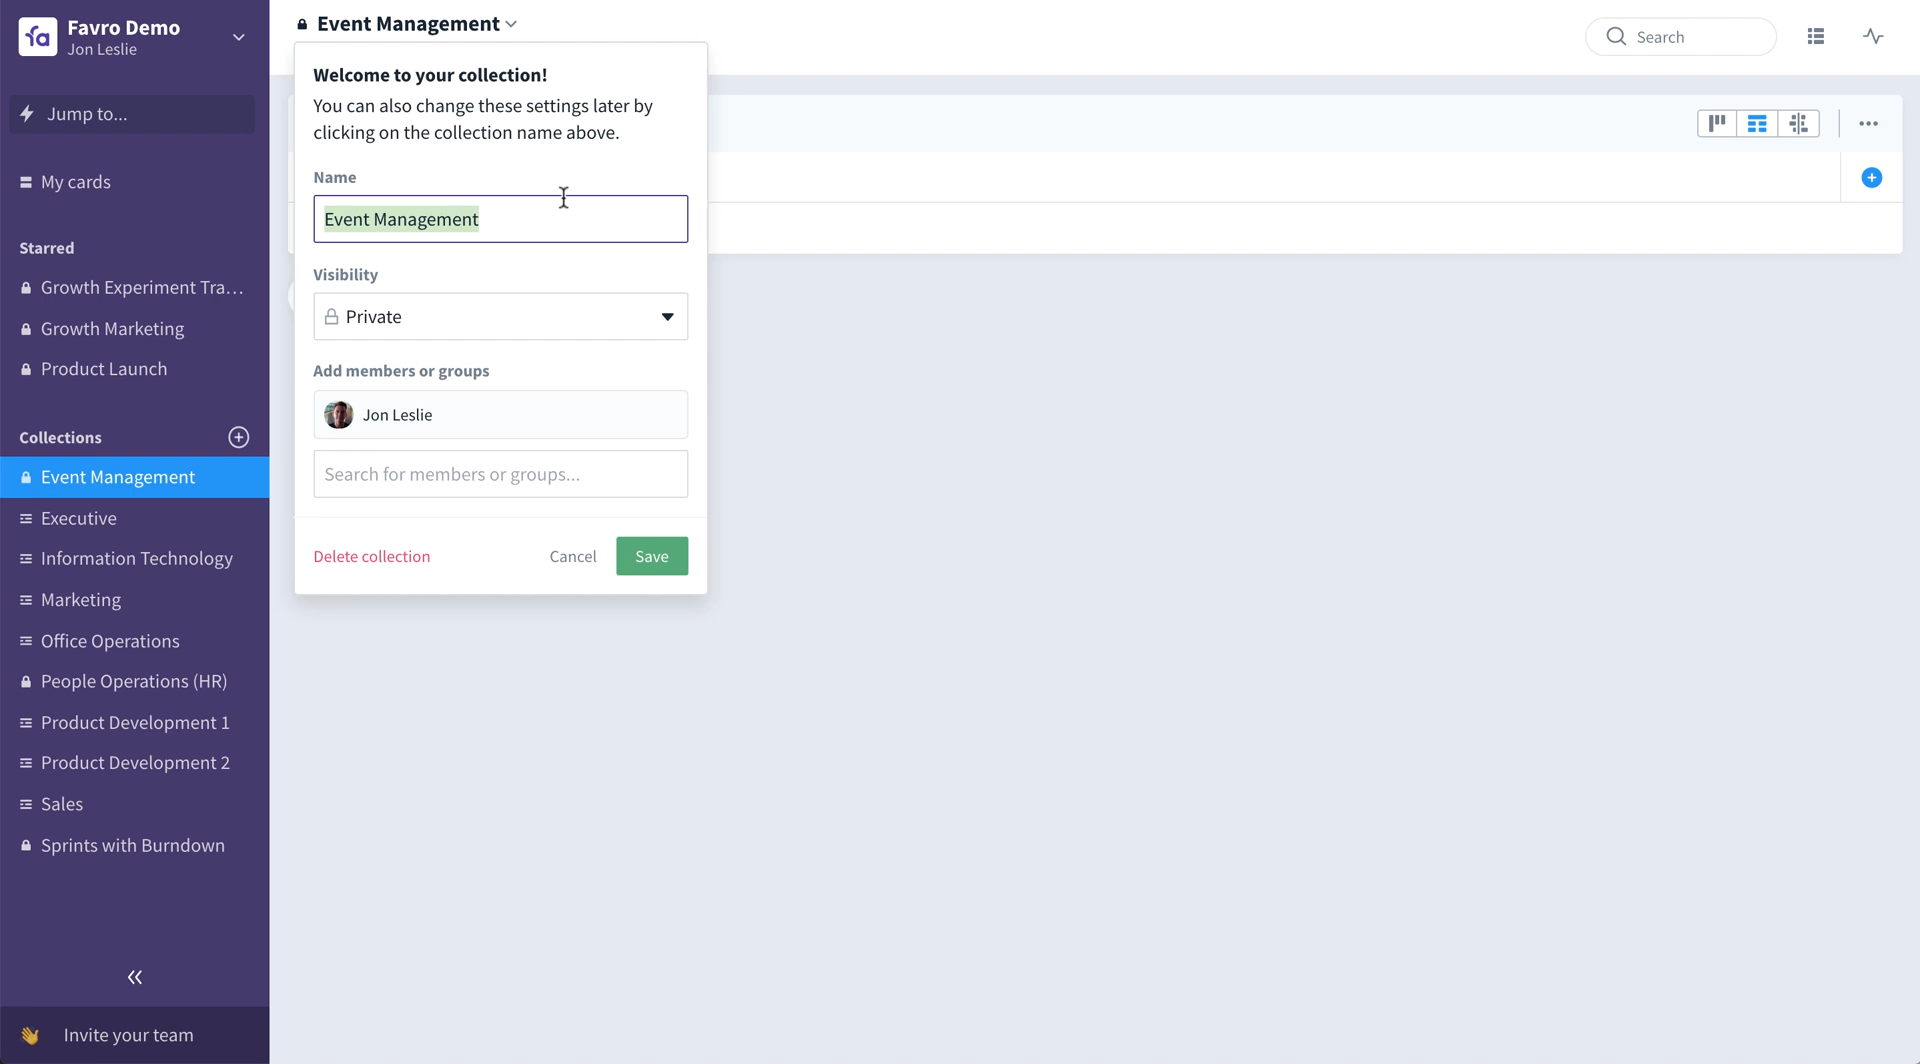 fa
Favro Demo
Jon Leslie
Jump to...
My cards
Starred
Growth Experiment Tra...
Growth Marketing
Product Launch
Collections
Event Management
Executive
Information Technology
Marketing
Office Operations
People Operations (HR)
Product Development 1
Product Development 2
Sales
Sprints with Burndown
Invite your team
Event Management
Search
Welcome to your collection!
You can also change these settings later by
clicking on the collection name above.
Name
Event Management
Visibility
Private
Add members or groups
Jon Leslie
Search for members or groups...
Delete collection
Cancel
Save